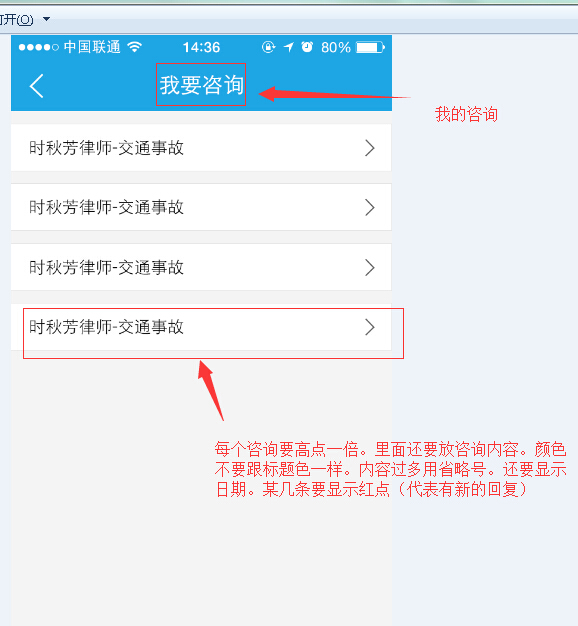 打开(O)
中国联通 14:36 80%
我要咨询
我的咨询
时秋芳律师-交通事故
时秋芳律师-交通事故
时秋芳律师-交通事故
时秋芳律师-交通事故
每个咨询要高点一倍。里面还要放咨询内容。颜色
不要跟标题色一样。内容过多用省略号。还要显示
日期。某几条要显示红点（代表有新的回复）